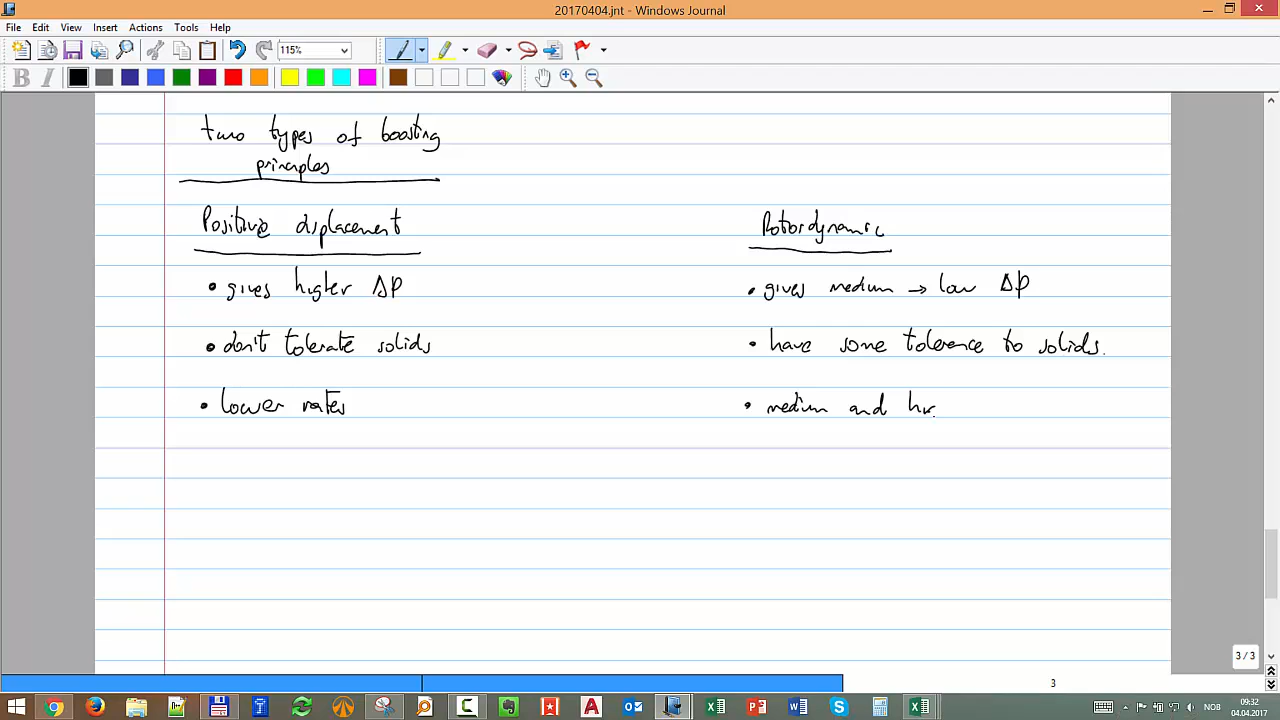 20170404.jnt - Windows Journal
File Edit View Insert Actions Tools Help
115%
B I
two types of boosting
principles
Positive displacement
Rotordynamic
• gives higher ΔP
• gives medium → low ΔP
• don't tolerate solids
• have some tolerence to solids.
• lower rates
• medium and
3 / 3
3
NOB
09:32
04.04.2017